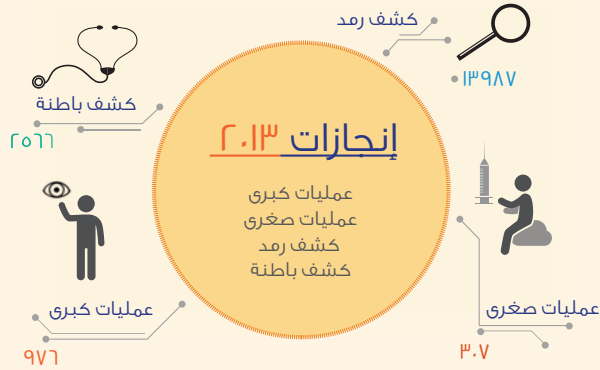 كشف رمد
١٣٩٨٧
كشف باطنة
٢٥٦٦
إنجازات ٢٠١٣
عمليات كبرى
عمليات صغرى
كشف رمد
كشف باطنة
عمليات صغرى
٣٠٧
عمليات كبرى
٩٧٦